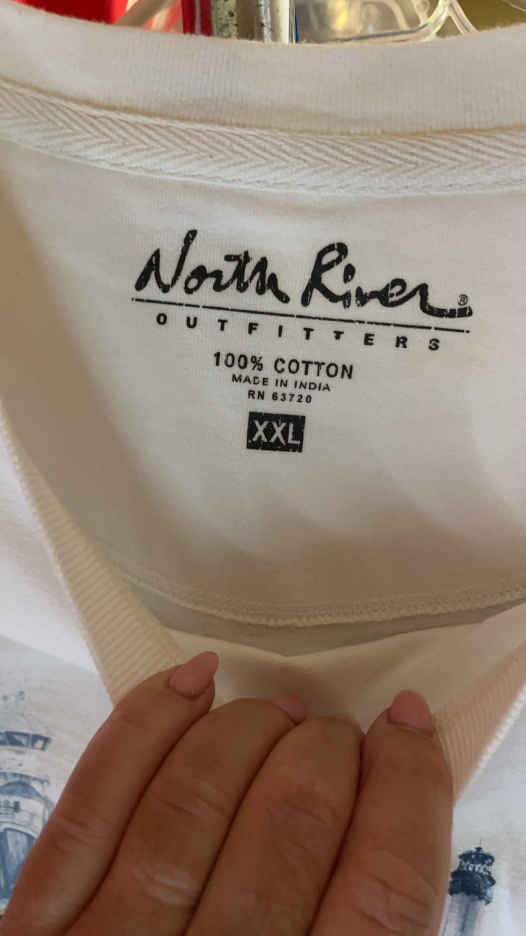 North River®
OUTFITTERS
100% COTTON
MADE IN INDIA
RN 63720
XXL